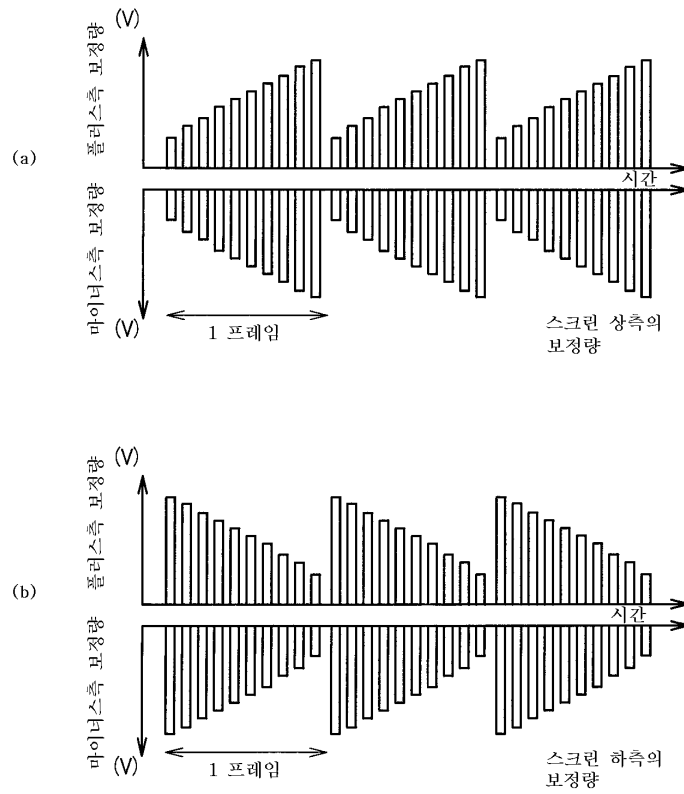 (V)
플러스측 보정량
(a)
시간
마이너스측 보정량
(V)
1 프레임
스크린 상측의
보정량
(V)
플러스측 보정량
(b)
시간
마이너스측 보정량
(V)
1 프레임
스크린 하측의
보정량